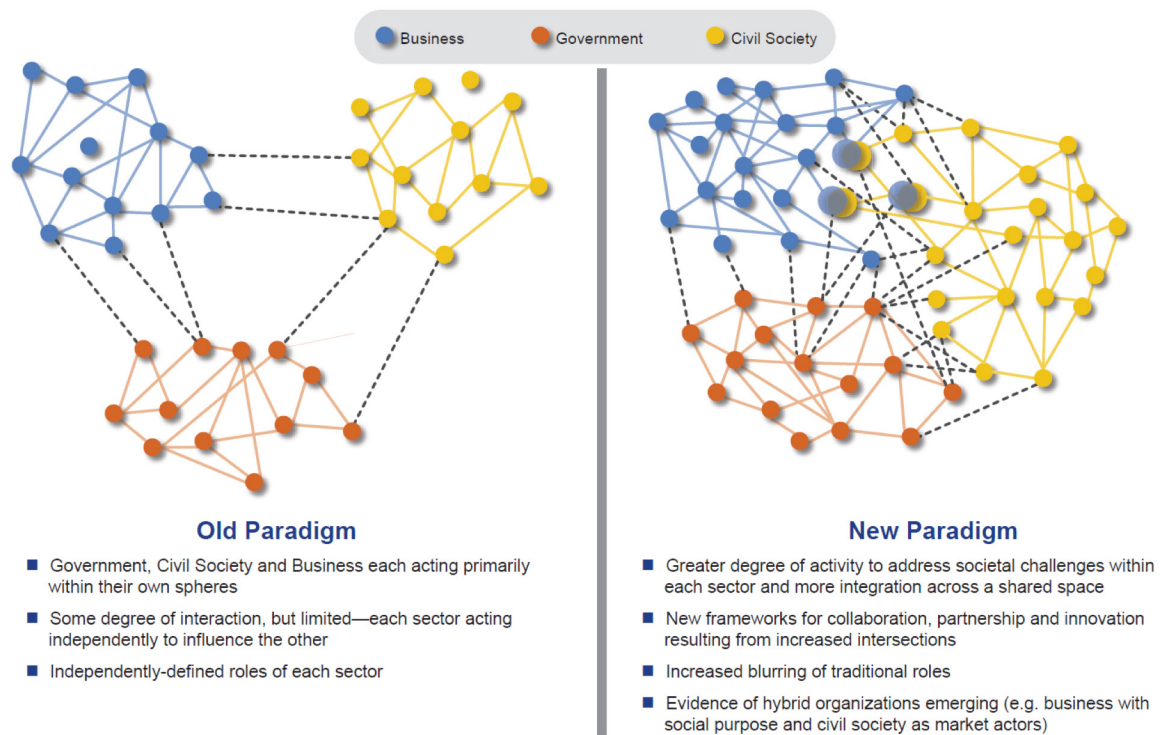 Business
Government
Civil Society
Old Paradigm
■ Government, Civil Society and Business each acting primarily
within their own spheres
■ Some degree of interaction, but limited—each sector acting
independently to influence the other
■ Independently-defined roles of each sector
New Paradigm
■ Greater degree of activity to address societal challenges within
each sector and more integration across a shared space
■ New frameworks for collaboration, partnership and innovation
resulting from increased intersections
■ Increased blurring of traditional roles
■ Evidence of hybrid organizations emerging (e.g. business with
social purpose and civil society as market actors)